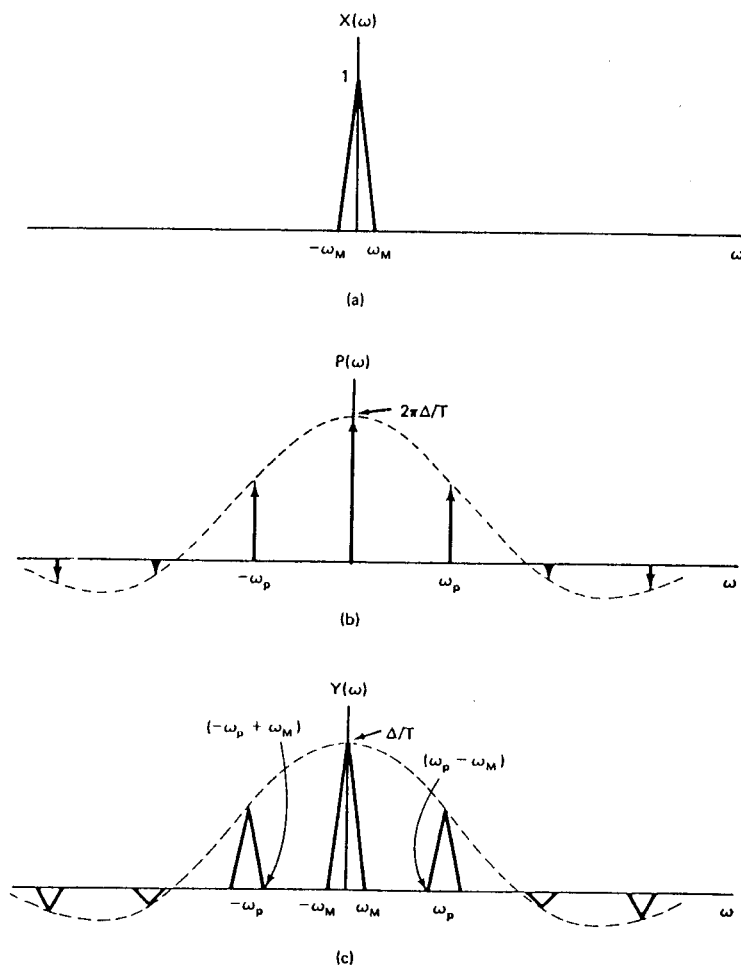 X(ω)
1
-ω_M ω_M ω
(a)
P(ω)
2πΔ/T
-ω_p ω_p ω
(b)
Y(ω)
(-ω_p + ω_M) Δ/T
(ω_p - ω_M)
-ω_p -ω_M ω_M ω_p ω
(c)